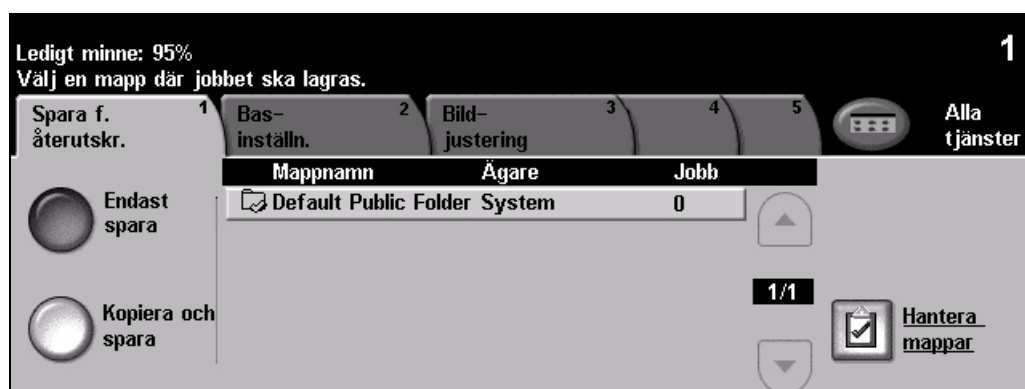 Ledigt minne: 95%
1
Välj en mapp där jobbet ska lagras.
Spara f.
återutskr.
1
Bas-
inställn.
2
Bild-
justering
3
4
5
Alla
tjänster
Mappnamn Ägare Jobb
Default Public Folder System 0
Endast
spara
1/1
Kopiera och
spara
Hantera
mappar